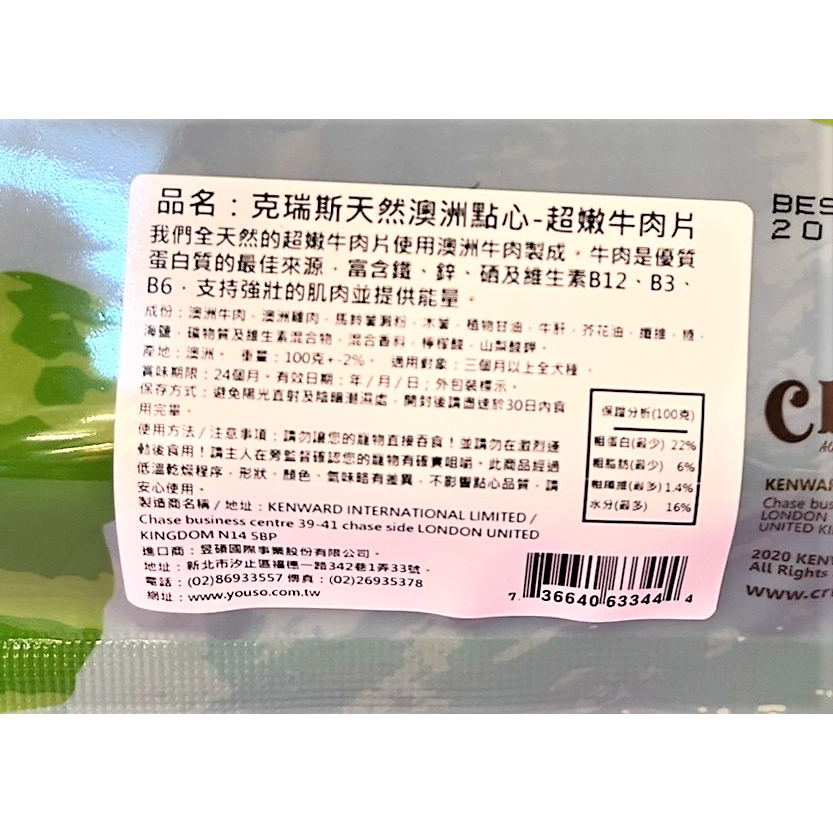 品名：克瑞斯天然澳洲點心-超嫩牛肉片
我們全天然的超嫩牛肉片使用澳洲牛肉製成。牛肉是優質
蛋白質的最佳來源，富含鐵、鋅、硒及維生素B12、B3、
B6，支持強壯的肌肉並提供能量。
成份：澳洲牛肉，澳洲雞肉，馬鈴薯澱粉，木薯，植物甘油，牛肝，芥花油，纖維，糖，
海鹽，礦物質及維生素混合物，混合香料，檸檬酸，山梨酸鉀。
產地：澳洲。 重量：100克+-2%。 適用對象：三個月以上全犬種。
賞味期限：24個月。有效日期：年/月/日；外包裝標示。
保存方式：避免陽光直射及陰暗潮濕處，開封後請盡速於30日內食
用完畢。
使用方法/注意事項：請勿讓您的寵物直接吞食！並請勿在激烈運
動後食用！請主人在旁監督確認您的寵物有確實咀嚼。此商品經過
低溫乾燥程序，形狀、顏色、氣味略有差異，不影響點心品質，請
安心使用。
製造商名稱/地址：KENWARD INTERNATIONAL LIMITED /
Chase business centre 39-41 chase side LONDON UNITED
KINGDOM N14 5BP
進口商：昱碩國際事業股份有限公司。
地址：新北市汐止區福德一路342巷1弄33號。
電話：(02)86933557 傳真：(02)26935378
網址：www.youso.com.tw
保證分析(100克)
粗蛋白(最少) 22%
粗脂肪(最少) 6%
粗纖維(最多) 1.4%
水分(最多) 16%
7 36640 63344 4
BES
20
KENWAR
Chase bus
LONDON
UNITED KI
2020 KENW
All Rights
www.cr